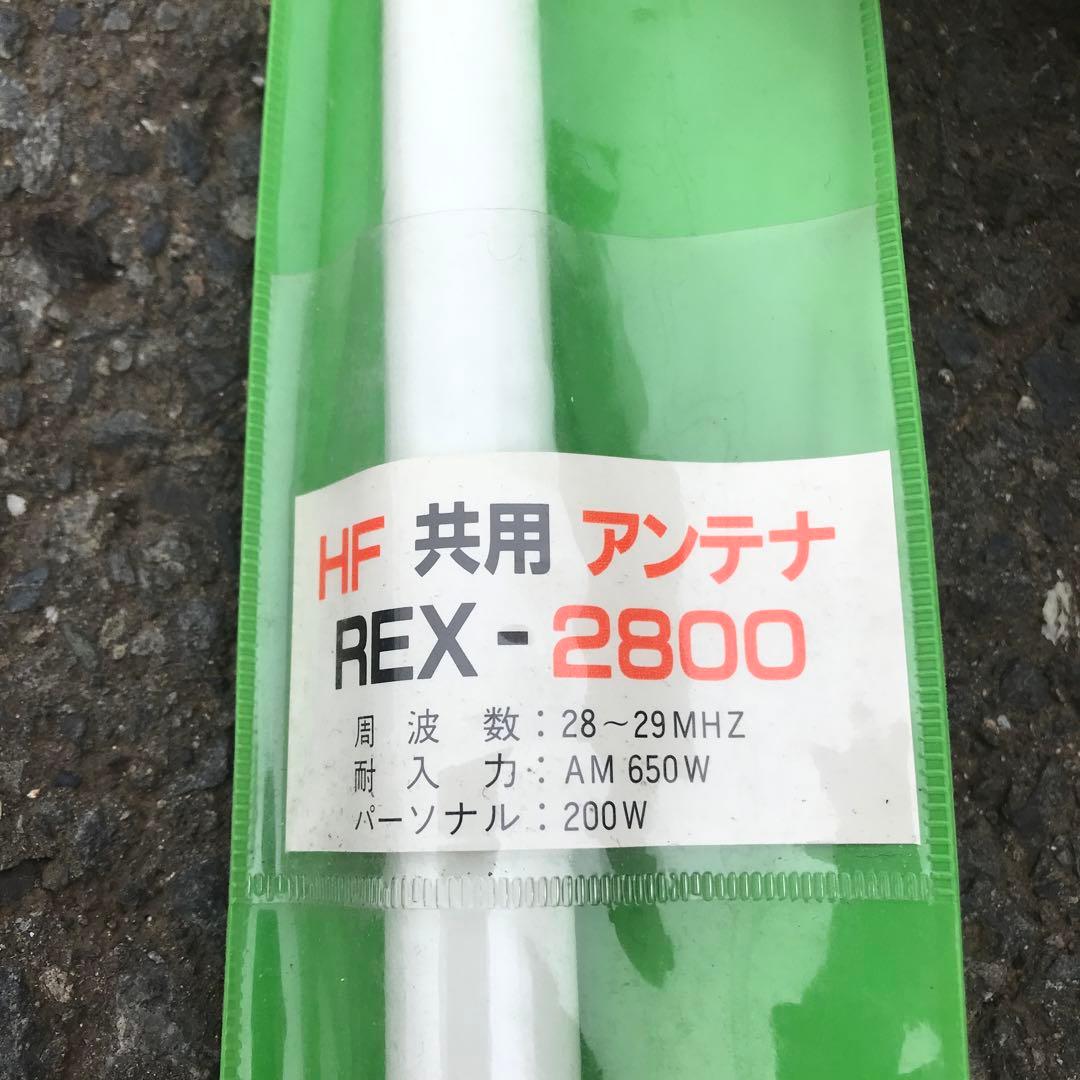 HF 共用 アンテナ
REX-2800
周波数：28～29MHZ
耐入力：AM 650W
パーソナル：200W